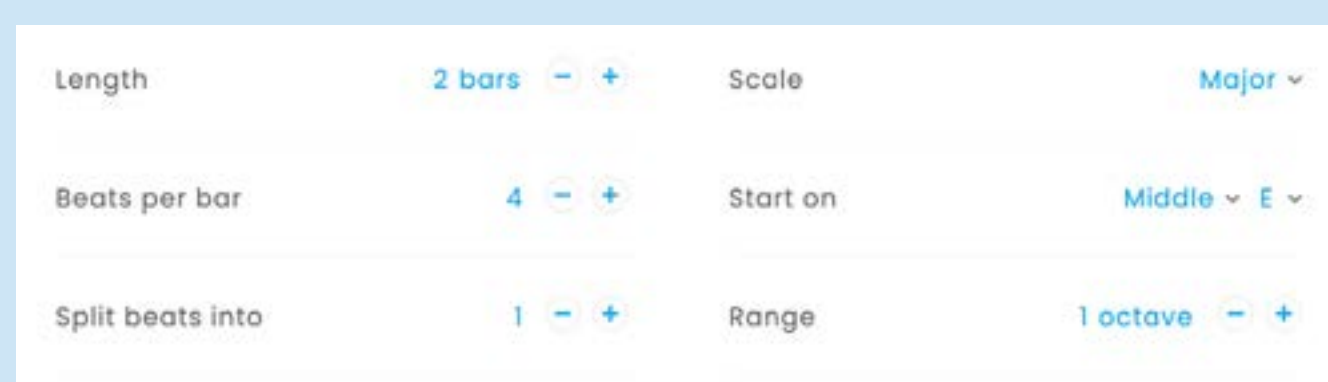 Length 2 bars − +
Scale Major
Beats per bar 4 − +
Start on Middle E
Split beats into 1 − +
Range 1 octave − +